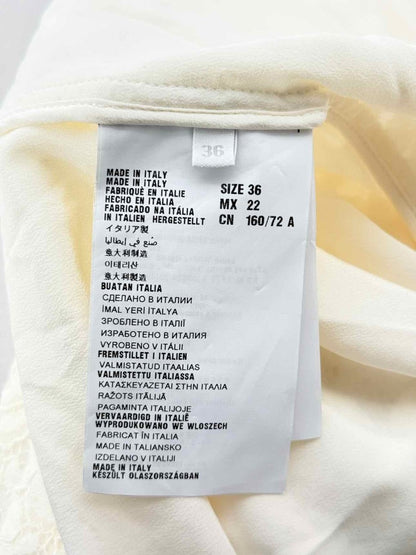 36
MADE IN ITALY
MADE IN ITALY
FABRIQUÉ EN ITALIE
HECHO EN ITALIA
FABRICADO NA ITÁLIA
IN ITALIEN HERGESTELLT
イタリア製
صنع في إيطاليا
意大利制造
이태리산
意大利製造
BUATAN ITALIA
СДЕЛАНО В ИТАЛИИ
İMAL YERİ İTALYA
ЗРОБЛЕНО В ІТАЛІЇ
ИЗРАБОТЕНО В ИТАЛИЯ
VYROBENO V ITÁLII
FREMSTILLET I ITALIEN
VALMISTATUD ITAALIAS
VALMISTETTU ITALIASSA
ΚΑΤΑΣΚΕΥΑΖΕΤΑΙ ΣΤΗΝ ΙΤΑΛΙΑ
RAŽOTS ITĀLIJĀ
PAGAMINTA ITALIJOJE
VERVAARDIGD IN ITALIË
WYPRODUKOWANO WE WLOSZECH
FABRICAT ÎN ITALIA
MADE IN TALIANSKO
IZDELANO V ITALIJI
MADE IN ITALY
KÉSZÜLT OLASZORSZÁGBAN
SIZE 36
MX 22
CN 160/72 A